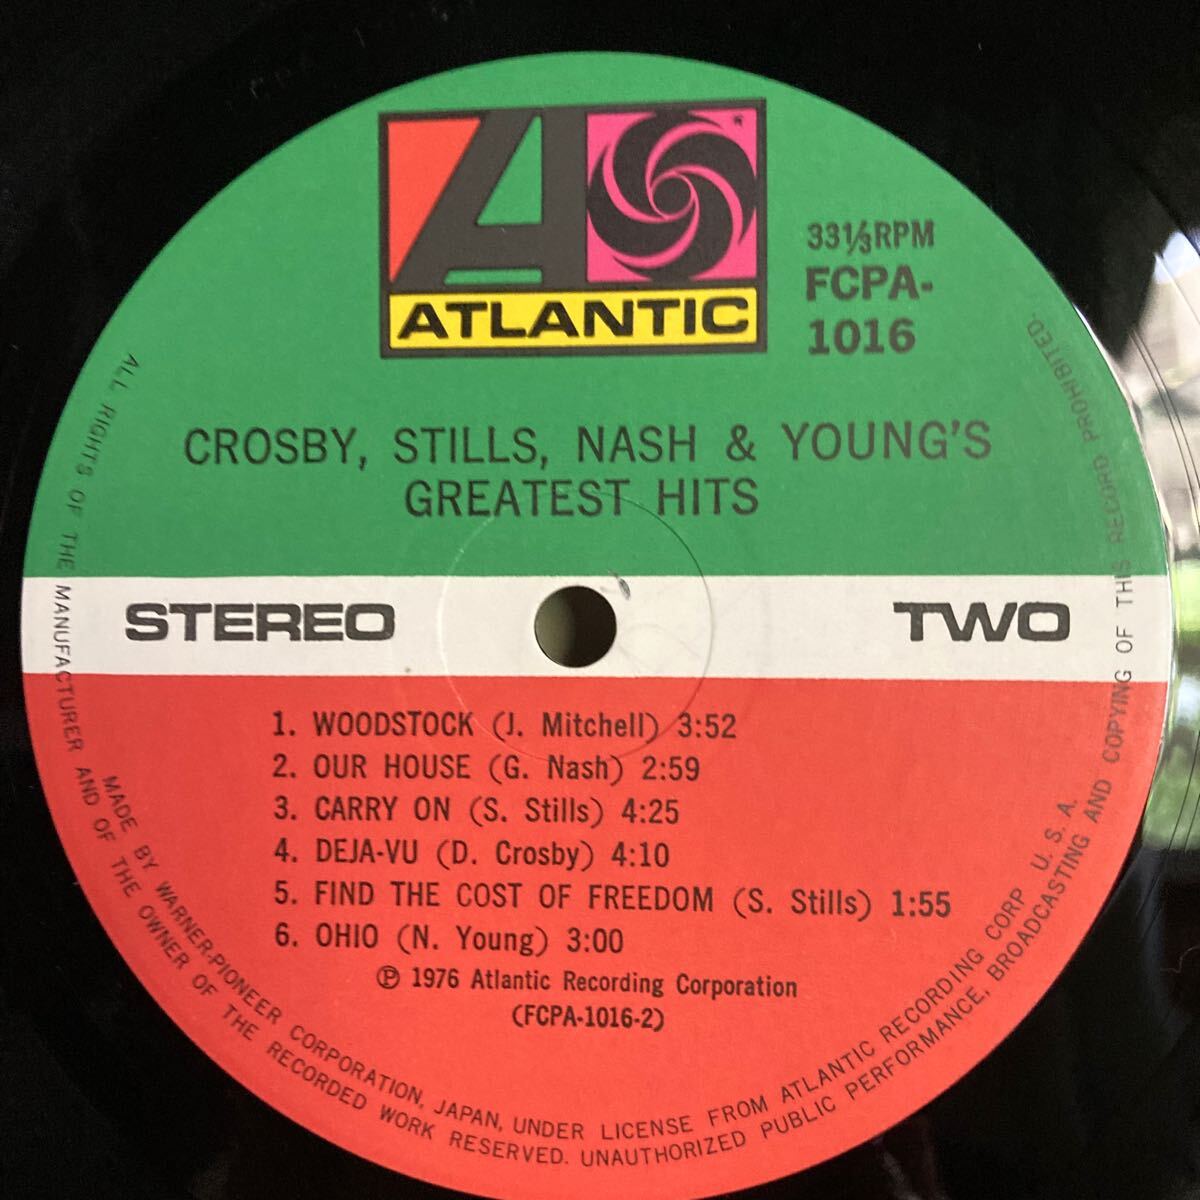 ATLANTIC
33⅓RPM
FCPA-
1016
CROSBY, STILLS, NASH & YOUNG'S
GREATEST HITS
STEREO
TWO
1. WOODSTOCK (J. Mitchell) 3:52
2. OUR HOUSE (G. Nash) 2:59
3. CARRY ON (S. Stills) 4:25
4. DEJA-VU (D. Crosby) 4:10
5. FIND THE COST OF FREEDOM (S. Stills) 1:55
6. OHIO (N. Young) 3:00
Ⓟ 1976 Atlantic Recording Corporation
(FCPA-1016-2)
MADE BY WARNER-PIONEER CORPORATION, JAPAN, UNDER LICENSE FROM ATLANTIC RECORDING CORP U. S. A.
ALL RIGHTS OF THE MANUFACTURER AND OF THE OWNER OF THE RECORDED WORK RESERVED. UNAUTHORIZED PUBLIC PERFORMANCE, BROADCASTING AND COPYING OF THIS RECORD PROHIBITED.